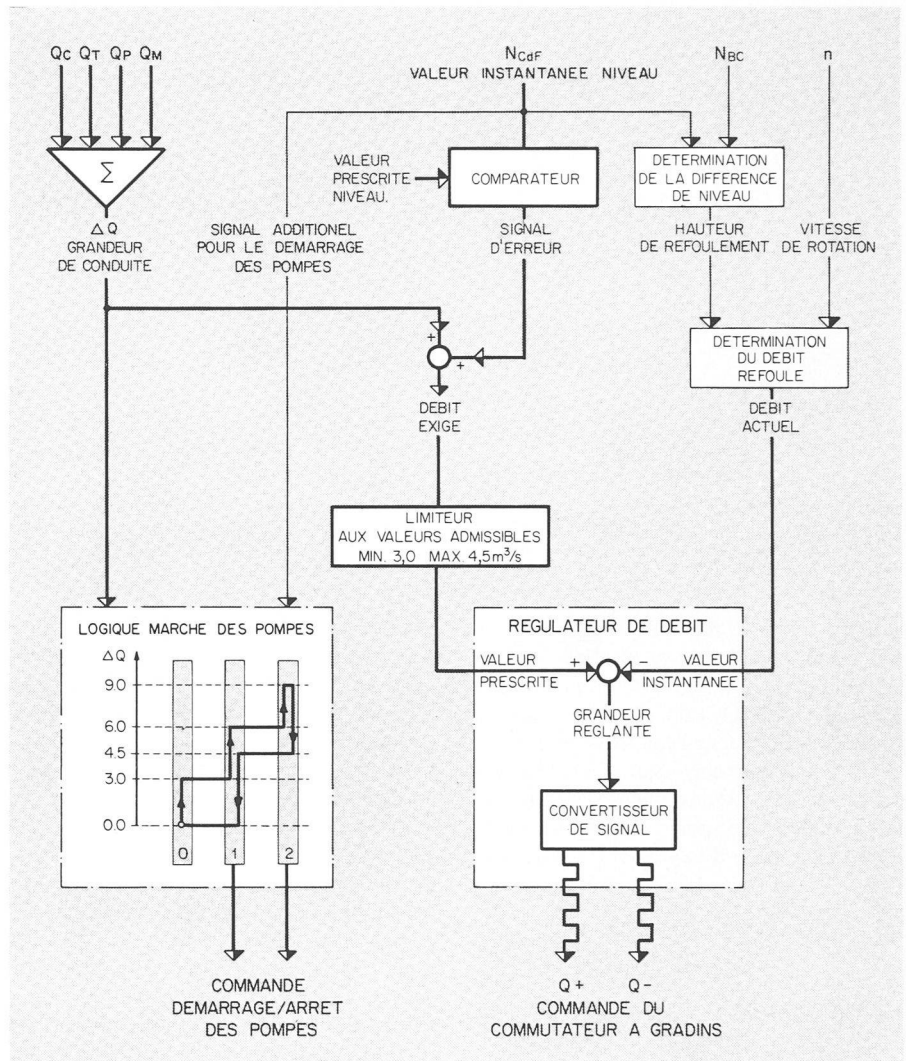 QC QT QP QM
NCdF
VALEUR INSTANTANEE NIVEAU
NBC
n
Σ
VALEUR
PRESCRITE
NIVEAU.
COMPARATEUR
DETERMINATION
DE LA DIFFERENCE
DE NIVEAU
ΔQ
GRANDEUR
DE CONDUITE
SIGNAL ADDITIONEL
POUR LE DEMARRAGE
DES POMPES
SIGNAL
D'ERREUR
HAUTEUR
DE REFOULEMENT
VITESSE
DE ROTATION
+
+
DETERMINATION
DU DEBIT
REFOULE
DEBIT
EXIGE
DEBIT
ACTUEL
LIMITEUR
AUX VALEURS ADMISSIBLES
MIN. 3,0 MAX. 4,5m³/s
LOGIQUE MARCHE DES POMPES
ΔQ
9.0
6.0
4.5
3.0
0.0
0 1 2
REGULATEUR DE DEBIT
VALEUR
PRESCRITE
+
-
VALEUR
INSTANTANEE
GRANDEUR
REGLANTE
CONVERTISSEUR
DE SIGNAL
COMMANDE
DEMARRAGE/ARRET
DES POMPES
Q+ Q-
COMMANDE DU
COMMUTATEUR A GRADINS